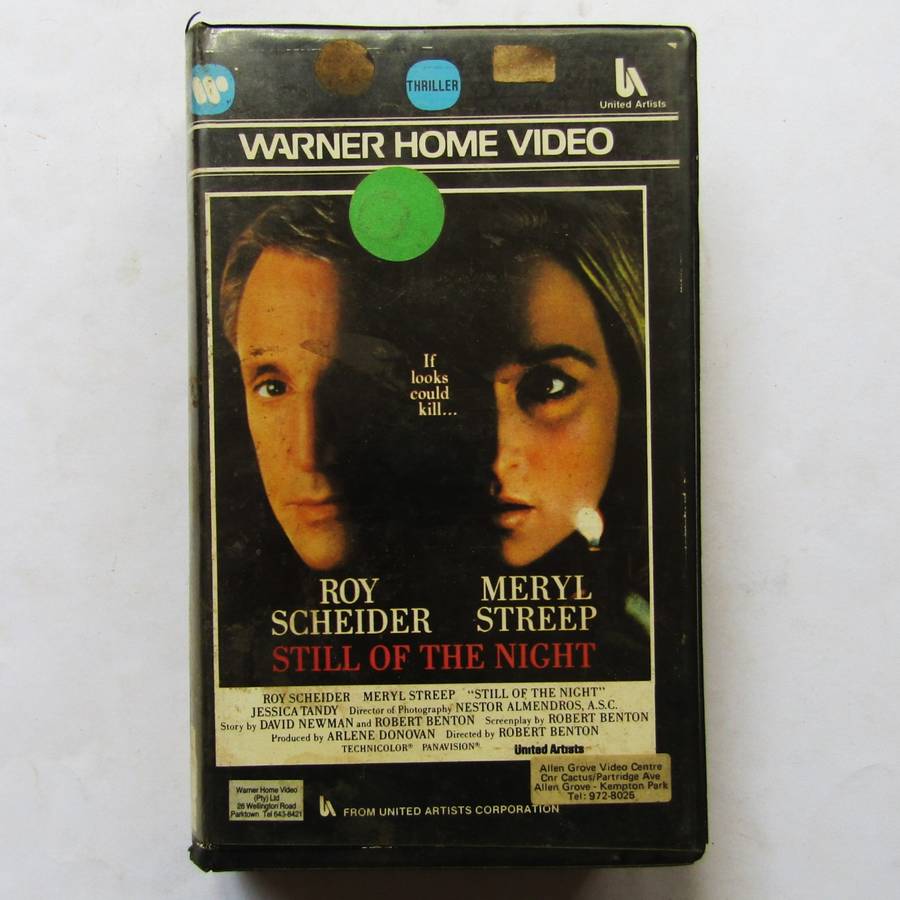 THRILLER
United Artists
WARNER HOME VIDEO
If
looks
could
kill...
ROY
SCHEIDER
MERYL
STREEP
STILL OF THE NIGHT
ROY SCHEIDER MERYL STREEP "STILL OF THE NIGHT"
JESSICA TANDY Director of Photography NESTOR ALMENDROS, A.S.C.
Story by DAVID NEWMAN and ROBERT BENTON Screenplay by ROBERT BENTON
Produced by ARLENE DONOVAN Directed by ROBERT BENTON
TECHNICOLOR® PANAVISION® United Artists
Allen Grove Video Centre
Cnr Cactus/Partridge Ave
Allen Grove - Kempton Park
Tel: 972-8025
Warner Home Video
(Pty) Ltd
26 Wellington Road
Parktown Tel 643-8421
FROM UNITED ARTISTS CORPORATION